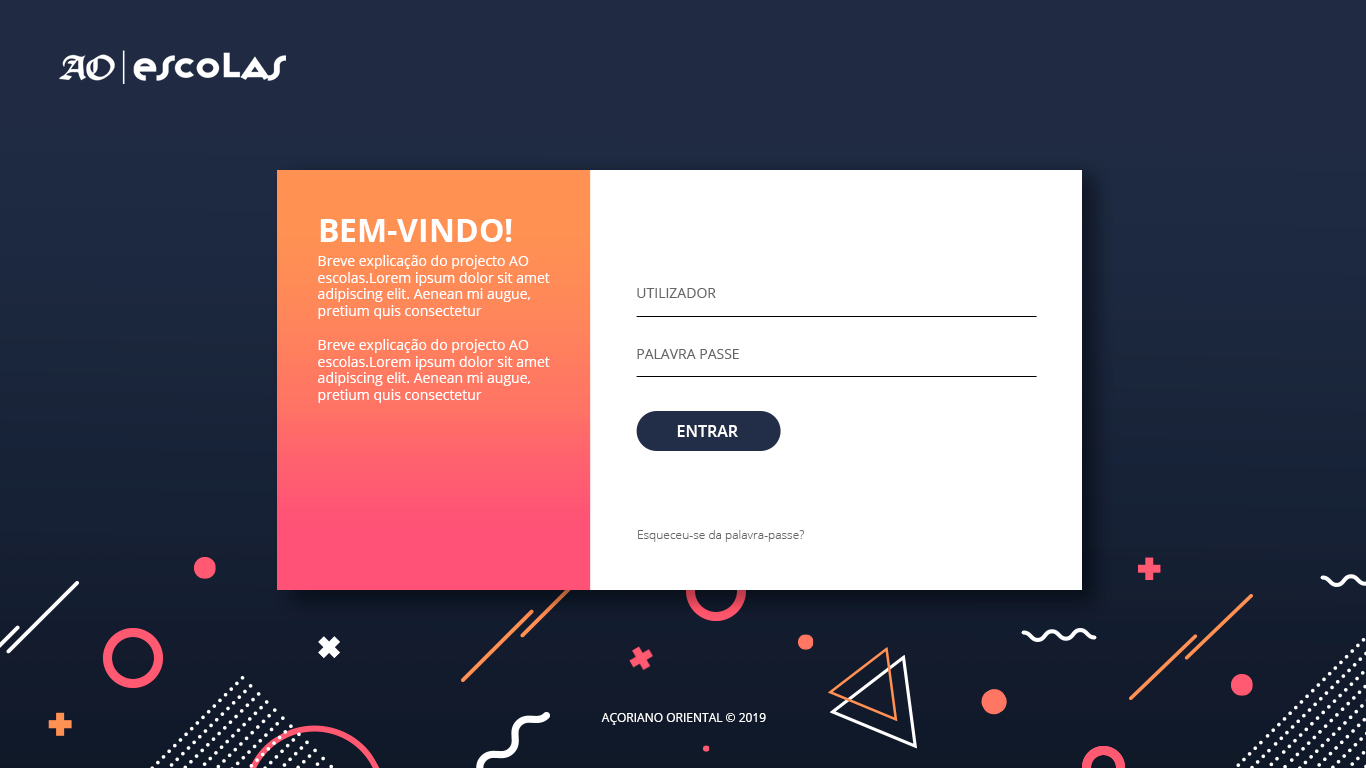 AO | escolas
BEM-VINDO!
Breve explicação do projecto AO
escolas.Lorem ipsum dolor sit amet
adipiscing elit. Aenean mi augue,
pretium quis consectetur
Breve explicação do projecto AO
escolas.Lorem ipsum dolor sit amet
adipiscing elit. Aenean mi augue,
pretium quis consectetur
UTILIZADOR
PALAVRA PASSE
ENTRAR
Esqueceu-se da palavra-passe?
AÇORIANO ORIENTAL © 2019